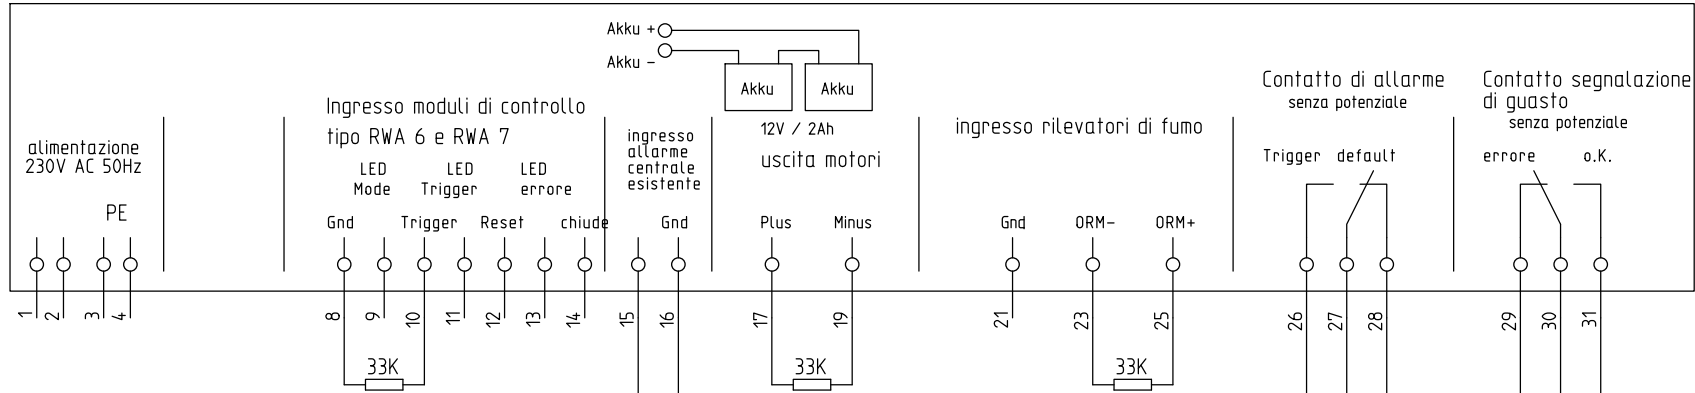 Akku +
Akku -
Akku
Akku
12V / 2Ah
alimentazione
230V AC 50Hz
PE
Ingresso moduli di controllo
tipo RWA 6 e RWA 7
LED
Mode
LED
Trigger
LED
errore
Gnd
Trigger
Reset
chiude
ingresso
allarme
centrale
esistente
Gnd
uscita motori
Plus
Minus
ingresso rilevatori di fumo
Gnd
ORM-
ORM+
Contatto di allarme
senza potenziale
Trigger
default
Contatto segnalazione
di guasto
senza potenziale
errore
o.K.
1
2
3
4
8
9
10
11
12
13
14
15
16
17
19
21
23
25
26
27
28
29
30
31
33K
33K
33K